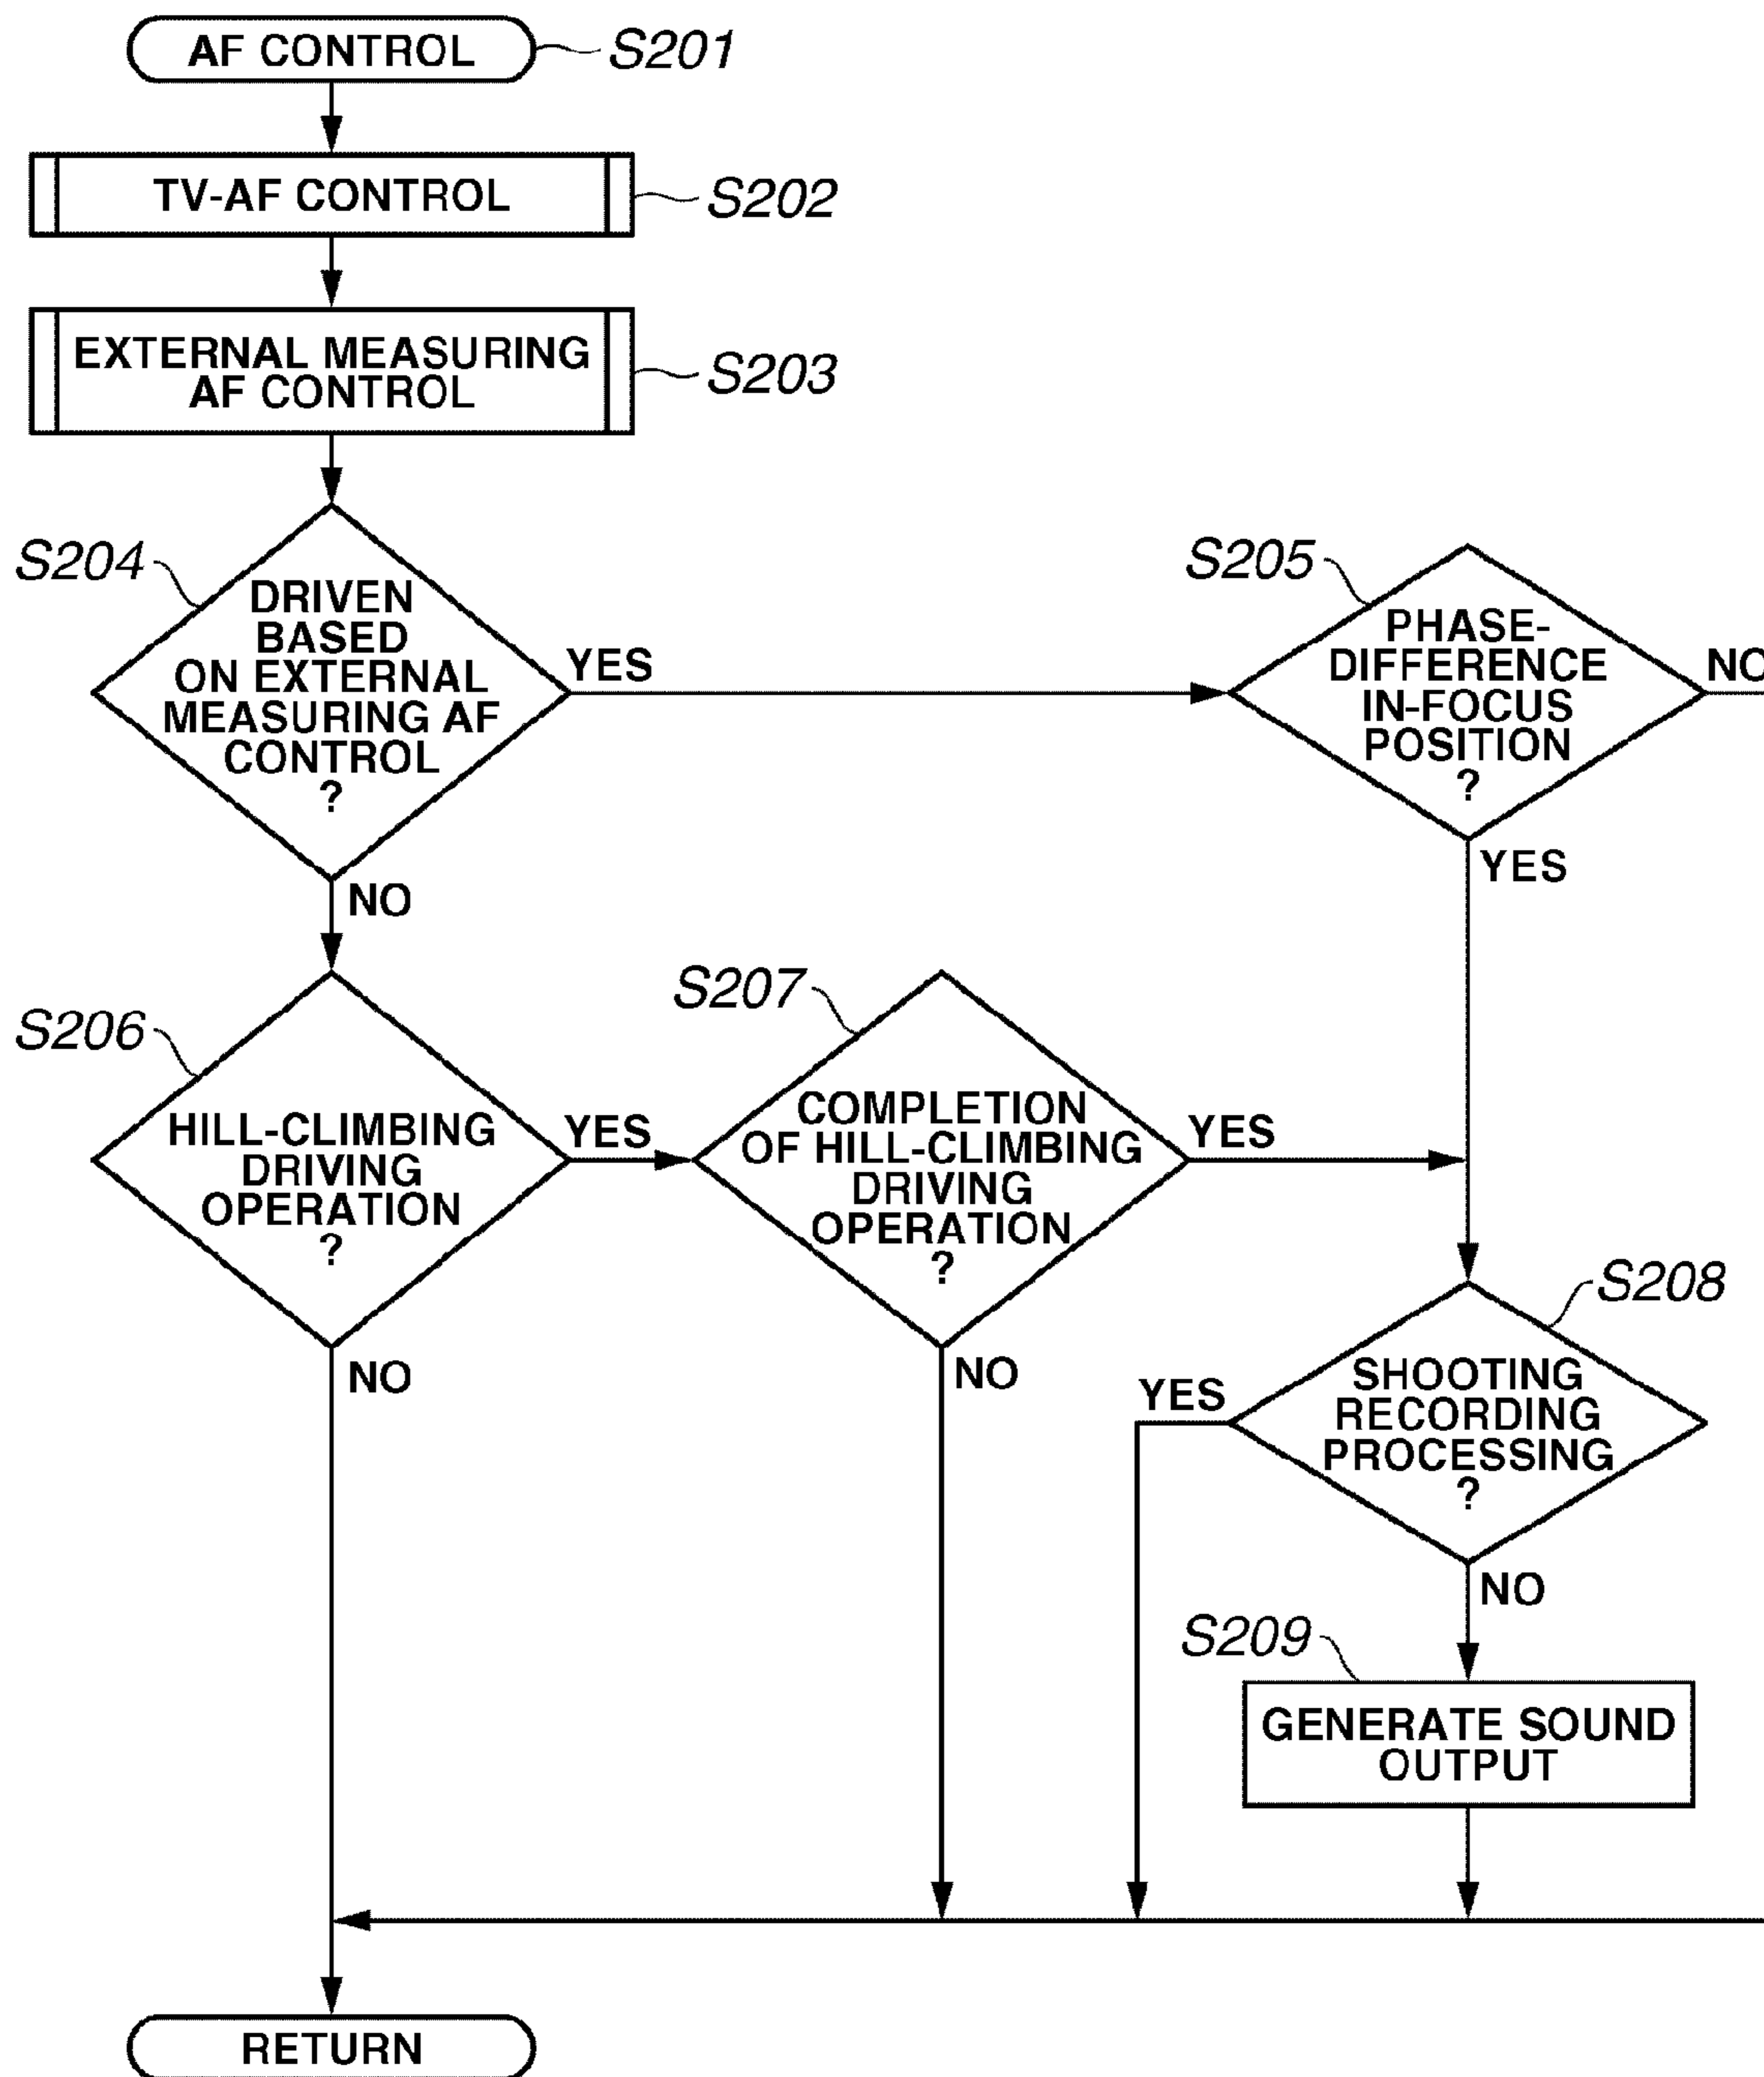 AF CONTROL
S201
TV-AF CONTROL
S202
EXTERNAL MEASURING
AF CONTROL
S203
S204
DRIVEN
BASED
ON EXTERNAL
MEASURING AF
CONTROL
?
YES
NO
S205
PHASE-
DIFFERENCE
IN-FOCUS
POSITION
?
NO
YES
S206
HILL-CLIMBING
DRIVING
OPERATION
?
YES
NO
S207
COMPLETION
OF HILL-CLIMBING
DRIVING
OPERATION
?
YES
NO
S208
SHOOTING
RECORDING
PROCESSING
?
YES
NO
S209
GENERATE SOUND
OUTPUT
RETURN